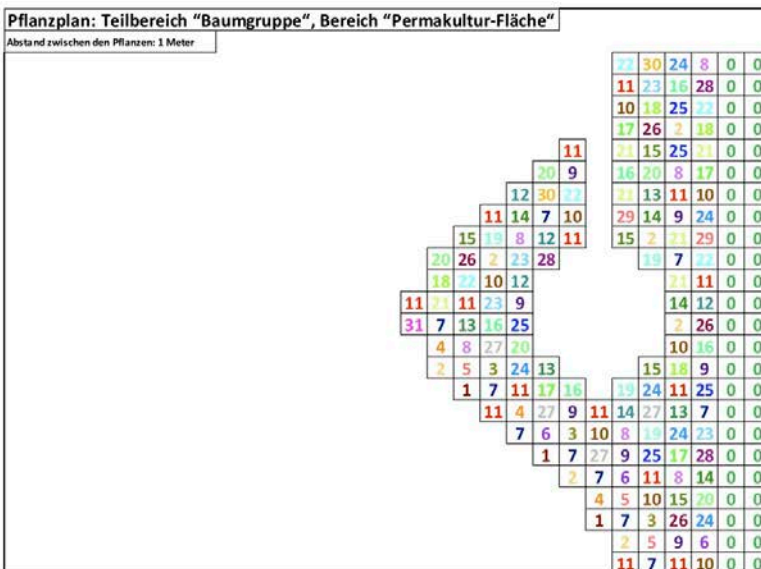 Pflanzplan: Teilbereich “Baumgruppe“, Bereich “Permakultur-Fläche“
Abstand zwischen den Pflanzen: 1 Meter
22 30 24 8 0 0
11 23 16 28 0 0
10 18 25 22 0 0
17 26 2 18 0 0
11 21 15 25 21 0 0
20 9 16 20 8 17 0 0
12 30 22 21 13 11 10 0 0
11 14 7 10 29 14 9 24 0 0
15 19 8 12 11 15 2 21 29 0 0
20 26 2 23 28 19 7 22 0 0
18 22 10 12 21 11 0 0
11 21 11 23 9 14 12 0 0
31 7 13 16 25 2 26 0 0
4 8 27 20 10 16 0 0
2 5 3 24 13 15 18 9 0 0
1 7 11 17 16 19 24 11 25 0 0
11 4 27 9 11 14 27 13 7 0 0
7 6 3 10 8 19 24 23 0 0
1 7 27 9 25 17 28 0 0
2 7 6 11 8 14 0 0
4 5 10 15 20 0 0
1 7 3 26 24 0 0
2 5 9 6 0 0
11 7 11 10 0 0